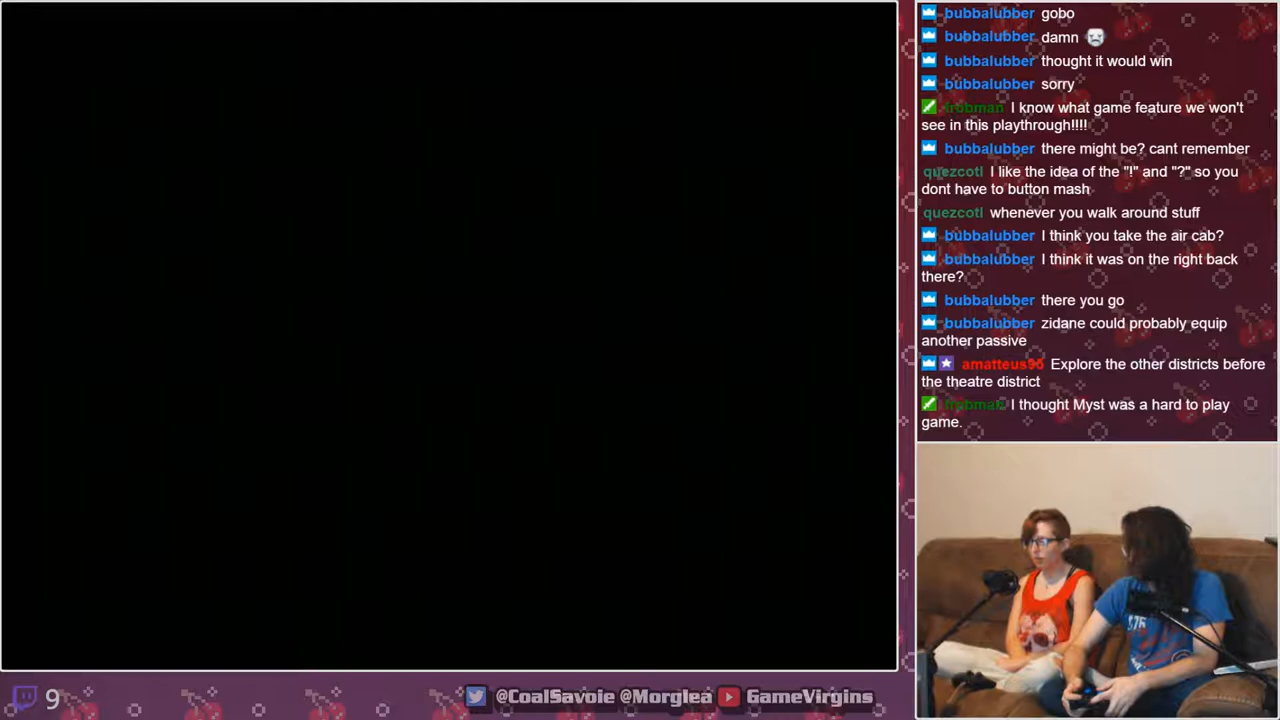 bubbalubber gobo
bubbalubber damn
bubbalubber thought it would win
bubbalubber sorry
frobman I know what game feature we won't
see in this playthrough!!!!
bubbalubber there might be? cant remember
quezcotl I like the idea of the "!" and "?" so you
dont have to button mash
quezcotl whenever you walk around stuff
bubbalubber I think you take the air cab?
bubbalubber I think it was on the right back
there?
bubbalubber there you go
bubbalubber zidane could probably equip
another passive
amatteus95 Explore the other districts before
the theatre district
frobman I thought Myst was a hard to play
game.
576
9
@CoalSavoie @Morglea GameVirgins